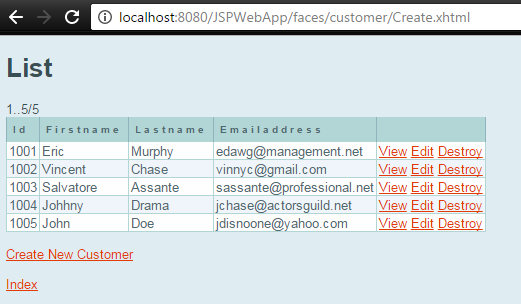 localhost:8080/JSPWebApp/faces/customer/Create.xhtml
List
1..5/5
Id Firstname Lastname Emailaddress
1001 Eric Murphy edawg@management.net View Edit Destroy
1002 Vincent Chase vinnyc@gmail.com View Edit Destroy
1003 Salvatore Assante sassante@professional.net View Edit Destroy
1004 Johhny Drama jchase@actorsguild.net View Edit Destroy
1005 John Doe jdisnoone@yahoo.com View Edit Destroy
Create New Customer
Index